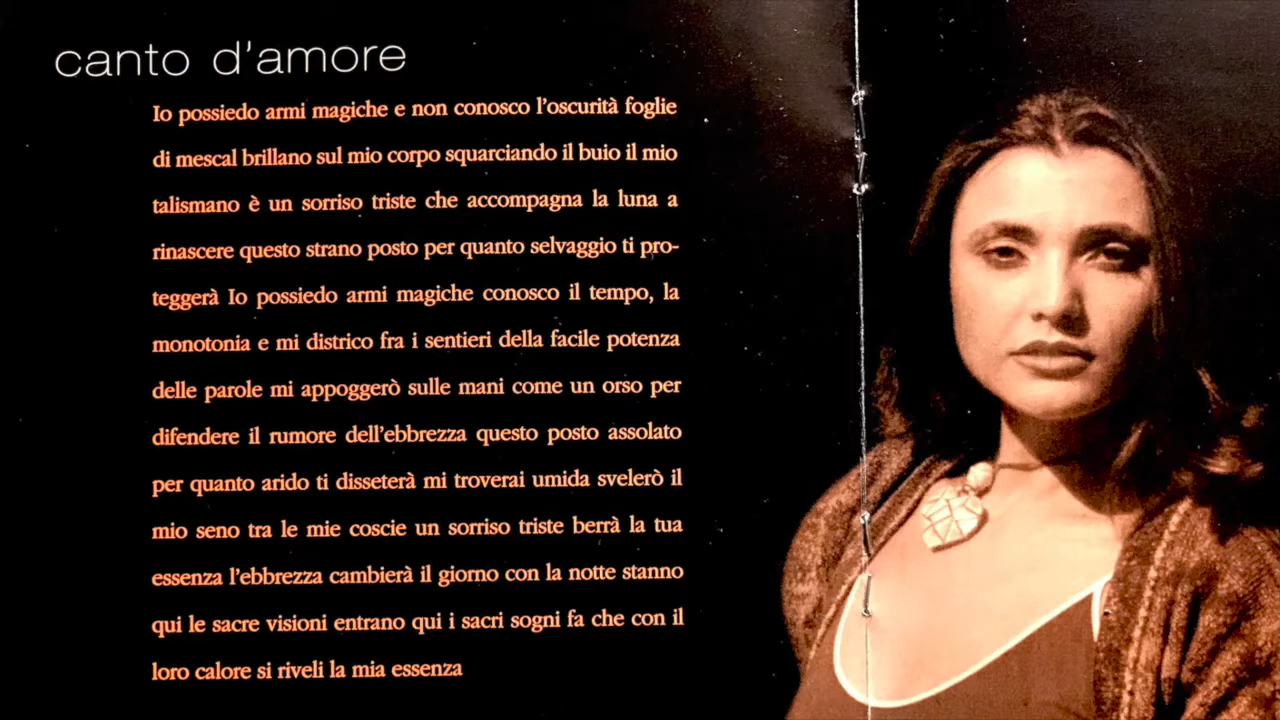 canto d'amore
Io possiedo armi magiche e non conosco l'oscurità foglie
di mescal brillano sul mio corpo squarciando il buio il mio
talismano è un sorriso triste che accompagna la luna a
rinascere questo strano posto per quanto selvaggio ti pro-
teggerà Io possiedo armi magiche conosco il tempo, la
monotonia e mi districo fra i sentieri della facile potenza
delle parole mi appoggerò sulle mani come un orso per
difendere il rumore dell'ebbrezza questo posto assolato
per quanto arido ti disseterà mi troverai umida svelerò il
mio seno tra le mie coscie un sorriso triste berrà la tua
essenza l'ebbrezza cambierà il giorno con la notte stanno
qui le sacre visioni entrano qui i sacri sogni fa che con il
loro calore si riveli la mia essenza